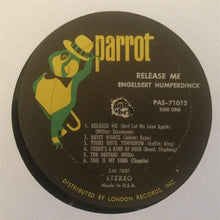 parrot
RELEASE ME
ENGELBERT HUMPERDINCK
PAS-71012
SIDE ONE
1. RELEASE ME (And Let Me Love Again)
(Miller; Stevenson)
2. QUIET NIGHTS (Jobim; Kaye)
3. YOURS UNTIL TOMORROW (Goffin; King)
4. THERE'S A KIND OF HUSH (Reed; Stephens)
5. TEN GUITARS (Mills)
6. THIS IS MY SONG (Chaplin)
XAL 7887
STEREO
Made in U.S.A.
DISTRIBUTED BY LONDON RECORDS, INC.